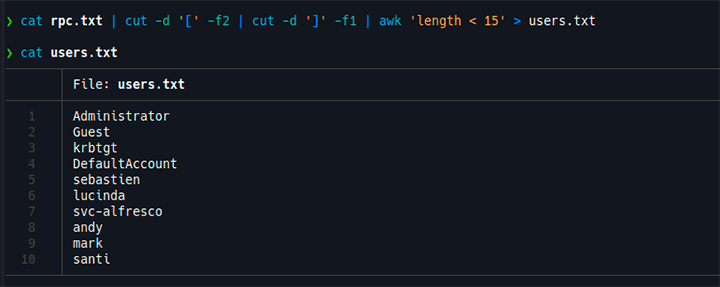 ❯ cat rpc.txt | cut -d '[' -f2 | cut -d ']' -f1 | awk 'length < 15' > users.txt
❯ cat users.txt
File: users.txt
1 Administrator
2 Guest
3 krbtgt
4 DefaultAccount
5 sebastien
6 lucinda
7 svc-alfresco
8 andy
9 mark
10 santi